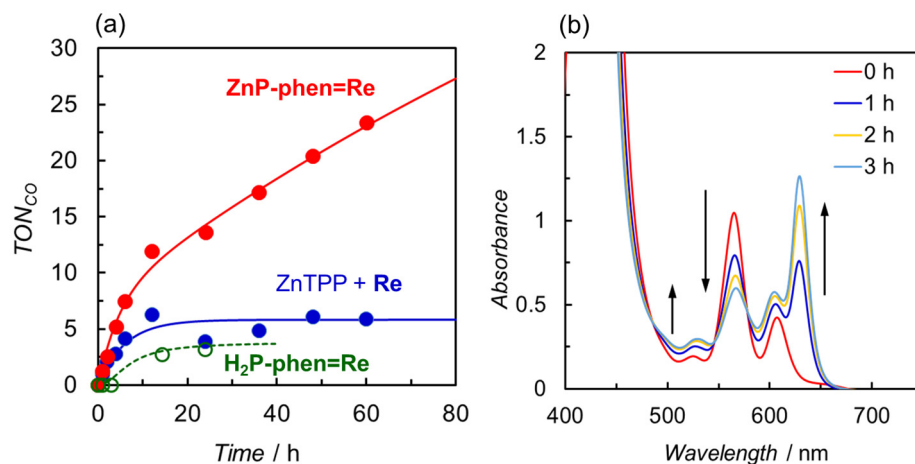 (a)
30
25
20
15
10
5
0
TON_CO
ZnP-phen=Re
ZnTPP + Re
H₂P-phen=Re
0 20 40 60 80
Time / h
(b)
2
1.5
1
0.5
0
Absorbance
0 h
1 h
2 h
3 h
400 500 600 700
Wavelength / nm